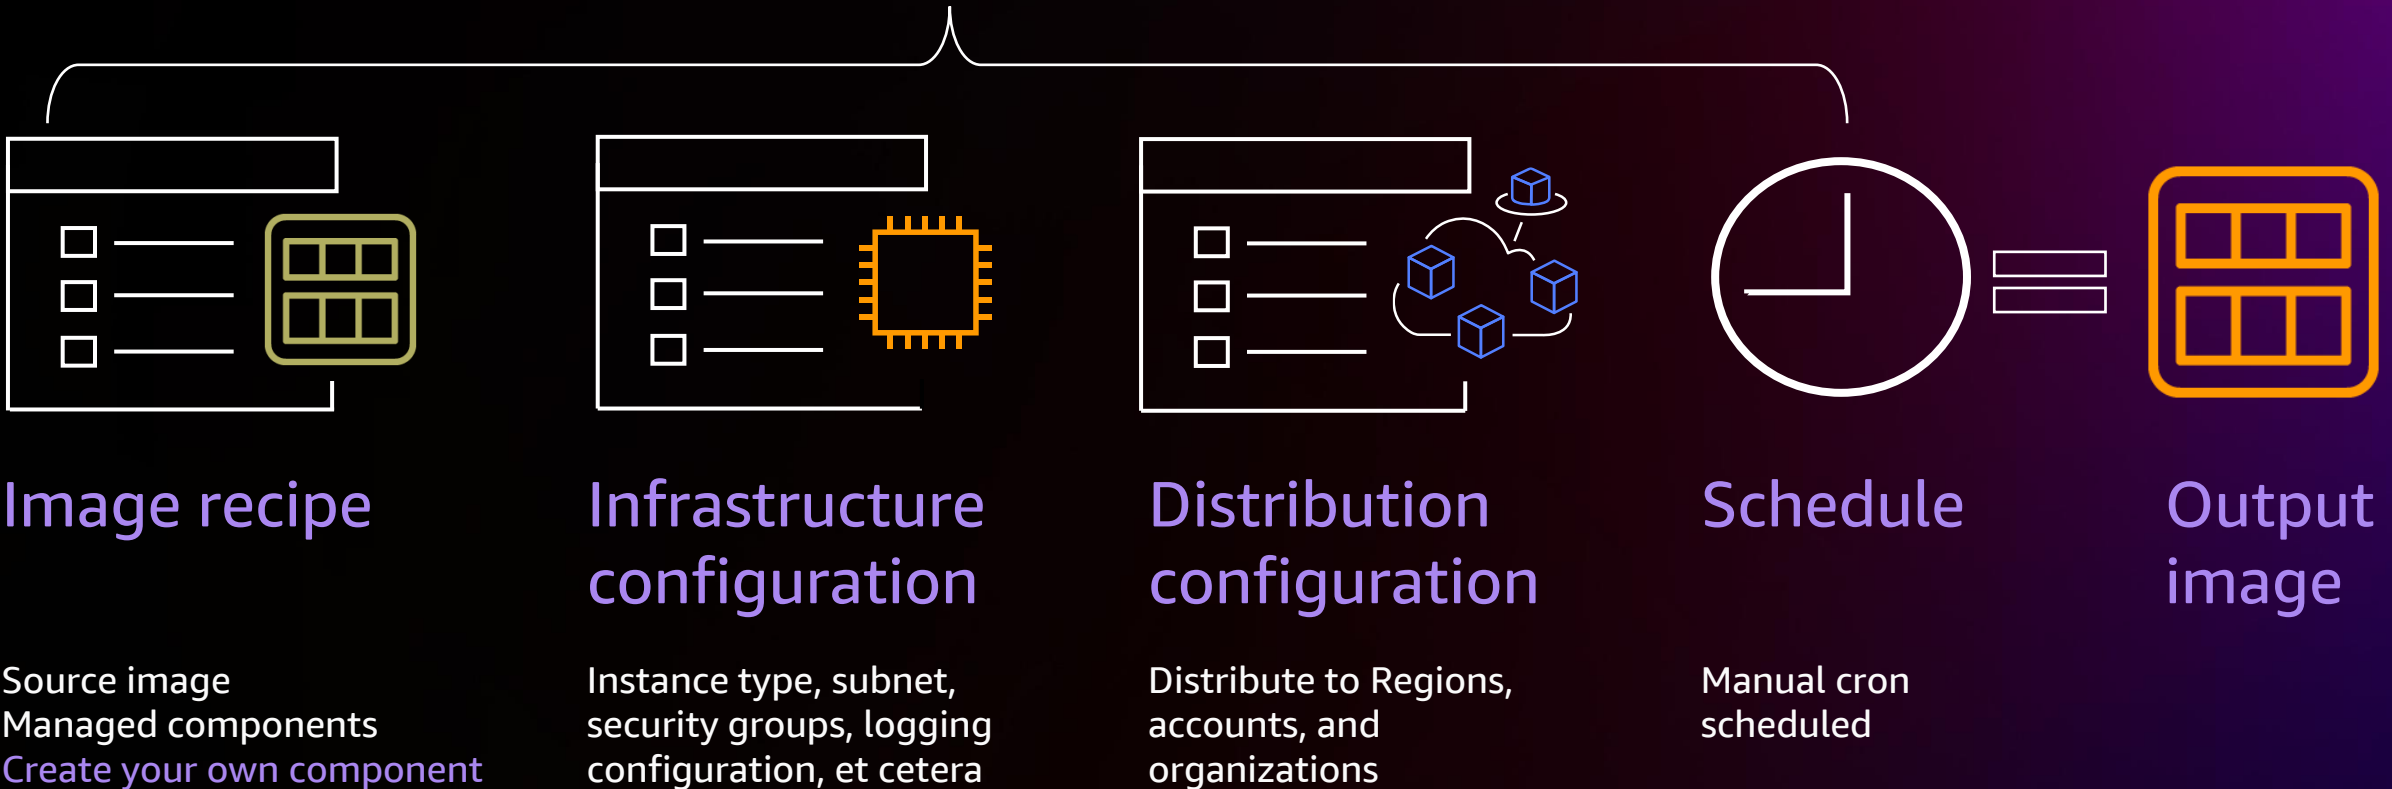 Image recipe
Source image
Managed components
Create your own component
Infrastructure
configuration
Instance type, subnet,
security groups, logging
configuration, et cetera
Distribution
configuration
Distribute to Regions,
accounts, and
organizations
Schedule
Manual cron
scheduled
Output
image